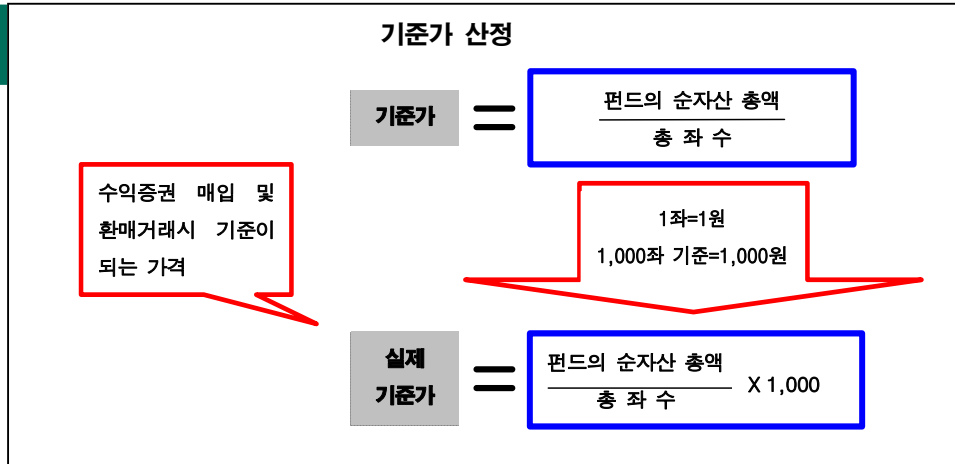 기준가 산정
기준가
펀드의 순자산 총액
총 좌 수
수익증권 매입 및
환매거래시 기준이
되는 가격
1좌=1원
1,000좌 기준=1,000원
실제
기준가
펀드의 순자산 총액
총 좌 수
X 1,000